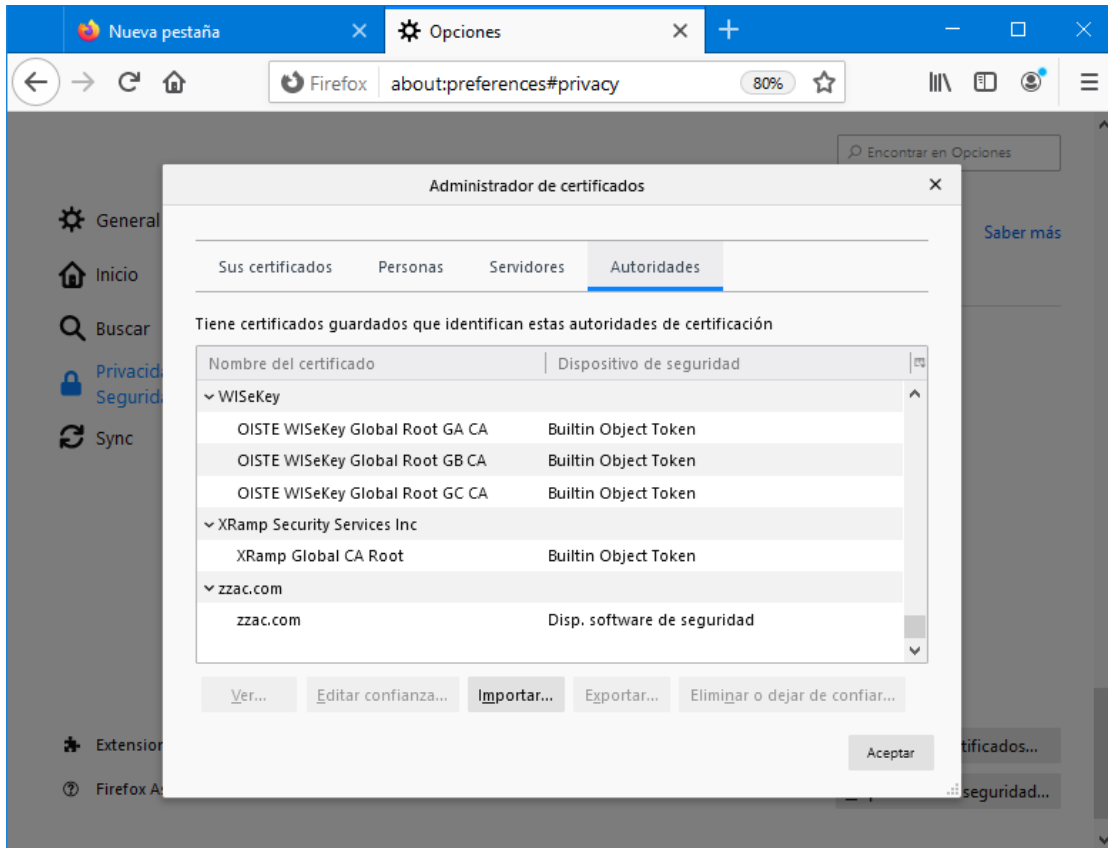 Nueva pestaña
Opciones
Firefox about:preferences#privacy 80%
Encontrar en Opciones
Administrador de certificados
General
Saber más
Sus certificados Personas Servidores Autoridades
Inicio
Buscar
Tiene certificados guardados que identifican estas autoridades de certificación
Nombre del certificado Dispositivo de seguridad
Privacid
Segurid
WISeKey
OISTE WISeKey Global Root GA CA Builtin Object Token
Sync
OISTE WISeKey Global Root GB CA Builtin Object Token
OISTE WISeKey Global Root GC CA Builtin Object Token
XRamp Security Services Inc
XRamp Global CA Root Builtin Object Token
zzac.com
zzac.com Disp. software de seguridad
Ver... Editar confianza... Importar... Exportar... Eliminar o dejar de confiar...
Extension
Aceptar
tificados...
Firefox As
seguridad...